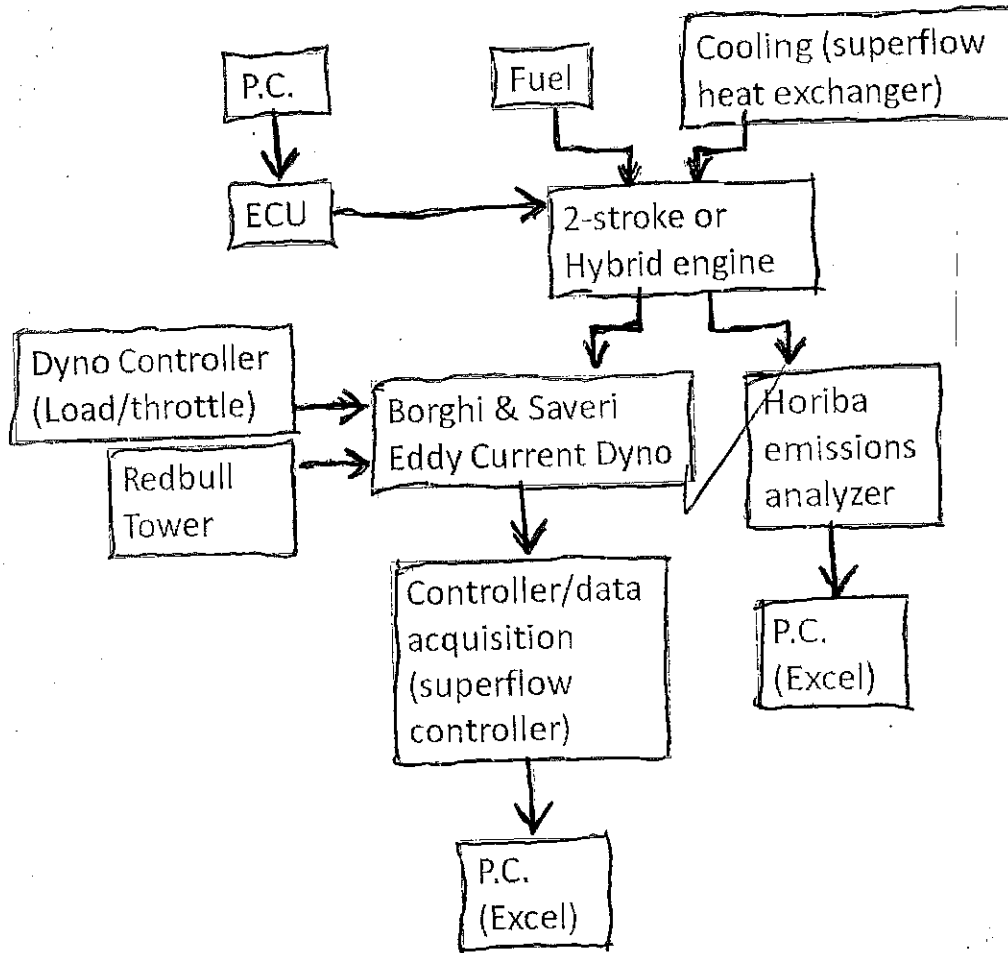 P.C.
Fuel
Cooling (superflow
heat exchanger)
ECU
2-stroke or
Hybrid engine
Dyno Controller
(Load/throttle)
Redbull
Tower
Borghi & Saveri
Eddy Current Dyno
Horiba
emissions
analyzer
Controller/data
acquisition
(superflow
controller)
P.C.
(Excel)
P.C.
(Excel)